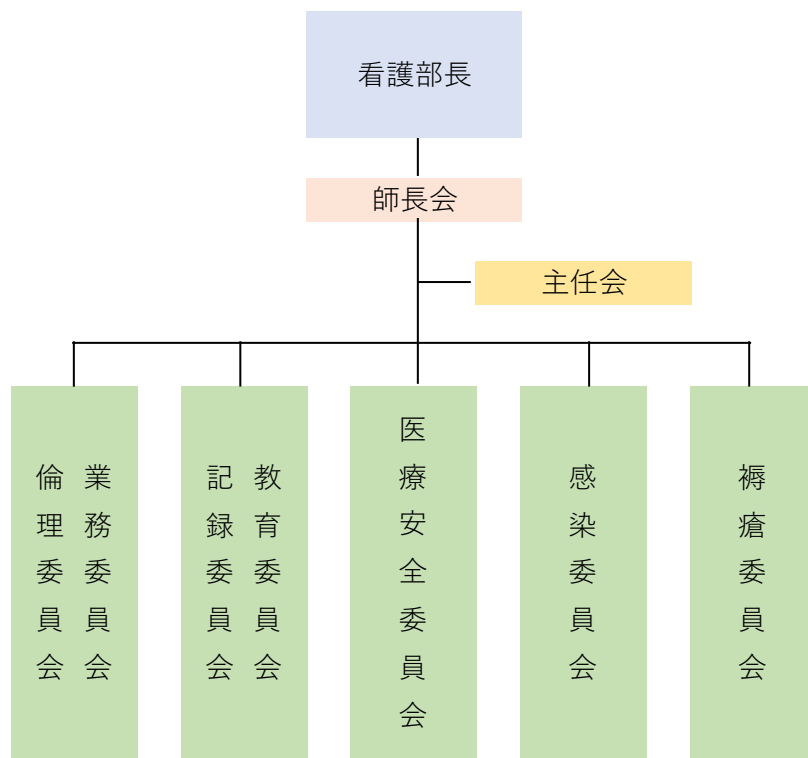 看護部長
師長会
主任会
業務委員会
倫理委員会
教育委員会
記録委員会
医療安全委員会
感染委員会
褥瘡委員会